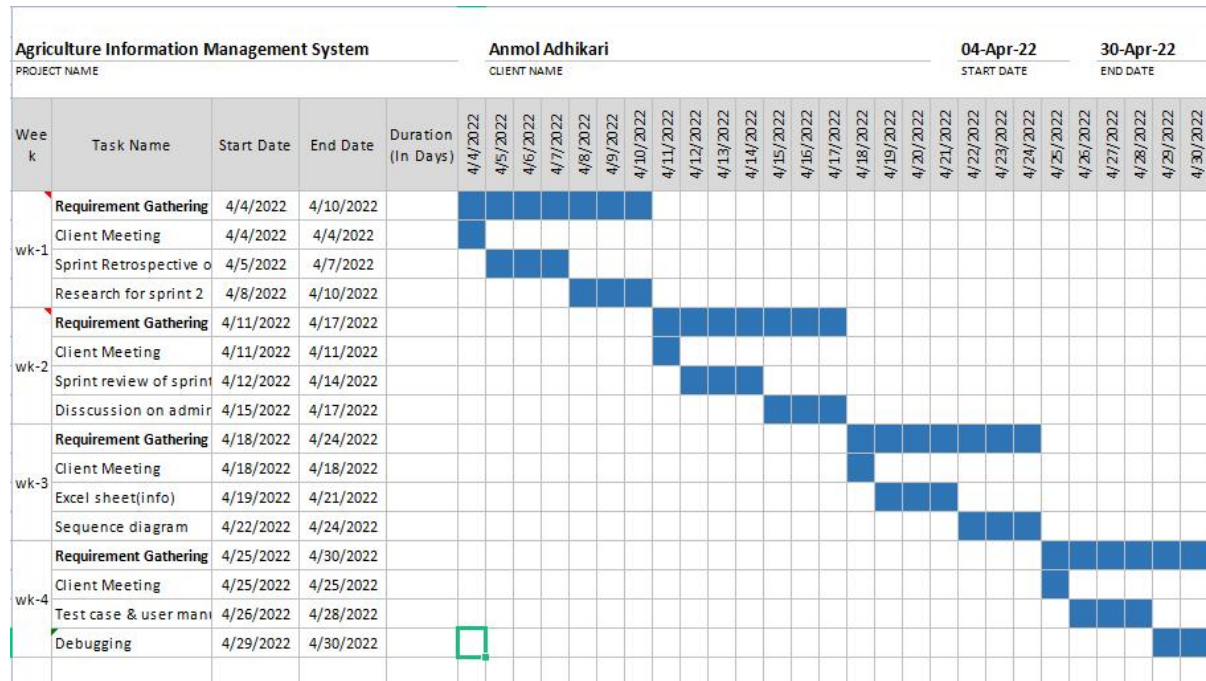 Agriculture Information Management System Anmol Adhikari 04-Apr-22 30-Apr-22
PROJECT NAME CLIENT NAME START DATE END DATE
Wee
k Task Name Start Date End Date Duration
(In Days) 4/4/2022 4/5/2022 4/6/2022 4/7/2022 4/8/2022 4/9/2022 4/10/2022 4/11/2022 4/12/2022 4/13/2022 4/14/2022 4/15/2022 4/16/2022 4/17/2022 4/18/2022 4/19/2022 4/20/2022 4/21/2022 4/22/2022 4/23/2022 4/24/2022 4/25/2022 4/26/2022 4/27/2022 4/28/2022 4/29/2022 4/30/2022
wk-1
Requirement Gathering 4/4/2022 4/10/2022
Client Meeting 4/4/2022 4/4/2022
Sprint Retrospective o 4/5/2022 4/7/2022
Research for sprint 2 4/8/2022 4/10/2022
wk-2
Requirement Gathering 4/11/2022 4/17/2022
Client Meeting 4/11/2022 4/11/2022
Sprint review of sprint 4/12/2022 4/14/2022
Disscussion on admin 4/15/2022 4/17/2022
wk-3
Requirement Gathering 4/18/2022 4/24/2022
Client Meeting 4/18/2022 4/18/2022
Excel sheet(info) 4/19/2022 4/21/2022
Sequence diagram 4/22/2022 4/24/2022
wk-4
Requirement Gathering 4/25/2022 4/30/2022
Client Meeting 4/25/2022 4/25/2022
Test case & user manu 4/26/2022 4/28/2022
Debugging 4/29/2022 4/30/2022